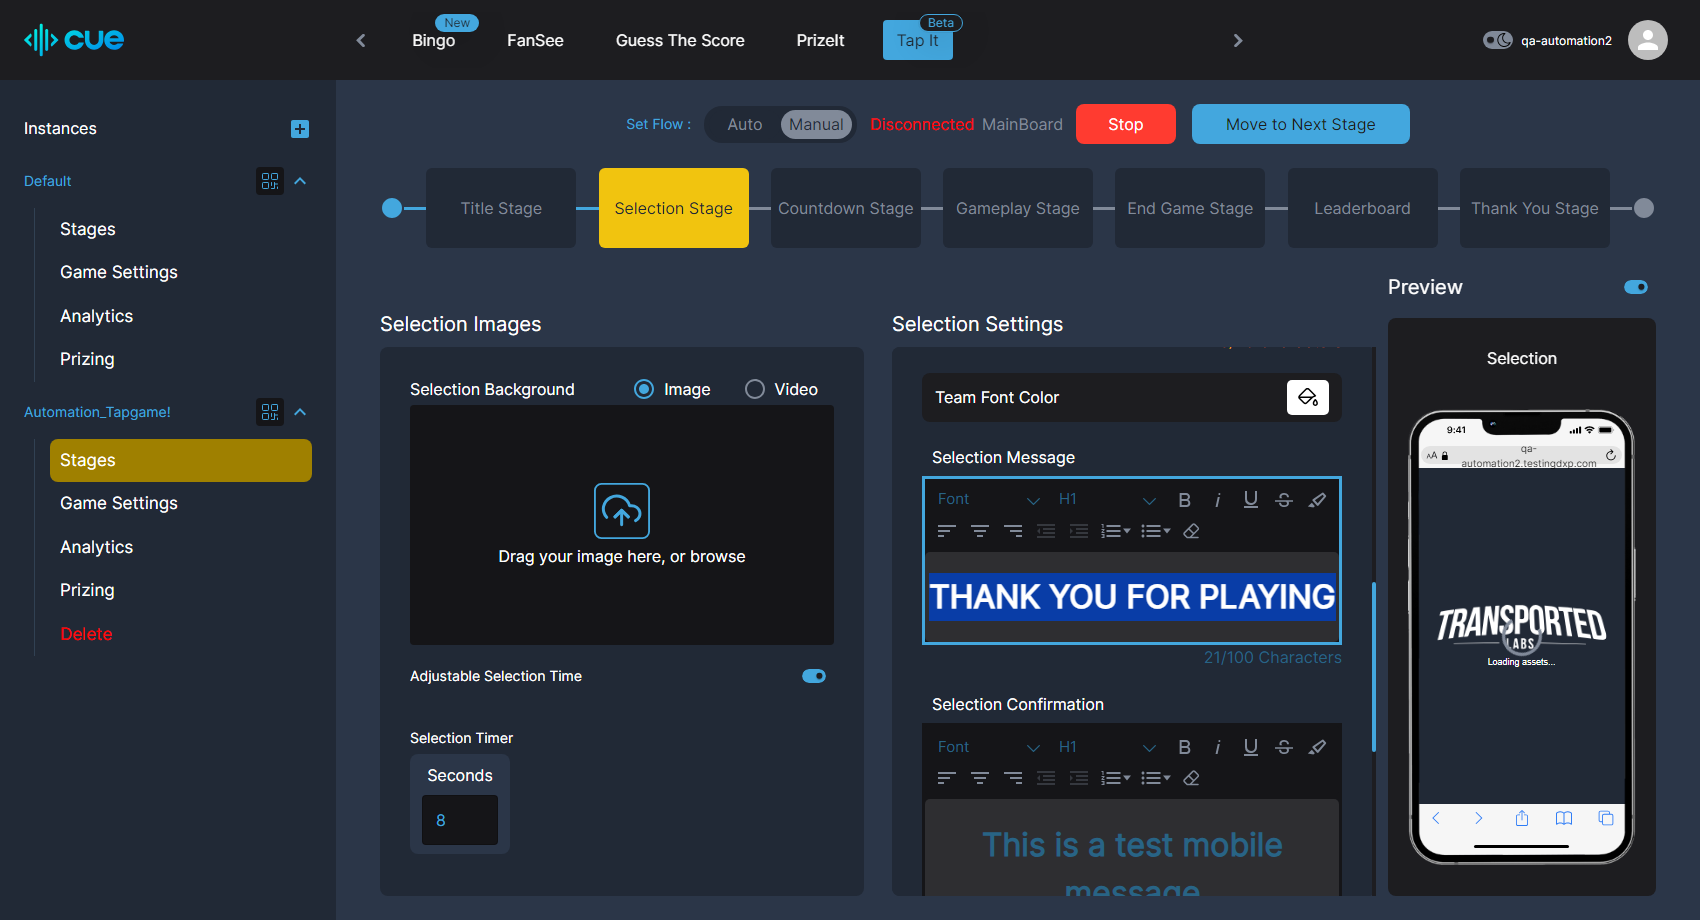 cue
New
Bingo
FanSee
Guess The Score
PrizeIt
Beta
Tap It
qa-automation2
Instances
Default
Stages
Game Settings
Analytics
Prizing
Automation_Tapgame!
Stages
Game Settings
Analytics
Prizing
Delete
Set Flow :
Auto
Manual
Disconnected MainBoard
Stop
Move to Next Stage
Title Stage
Selection Stage
Countdown Stage
Gameplay Stage
End Game Stage
Leaderboard
Thank You Stage
Selection Images
Selection Background
Image
Video
Drag your image here, or browse
Adjustable Selection Time
Selection Timer
Seconds
8
Selection Settings
Team Font Color
Selection Message
Font
H1
B
i
U
S
THANK YOU FOR PLAYING
21/100 Characters
Selection Confirmation
Font
H1
B
i
U
S
This is a test mobile
message
Preview
Selection
9:41
AA
qa-
automation2.testingdxp.com
TRANSPORTED
LABS
Loading assets...